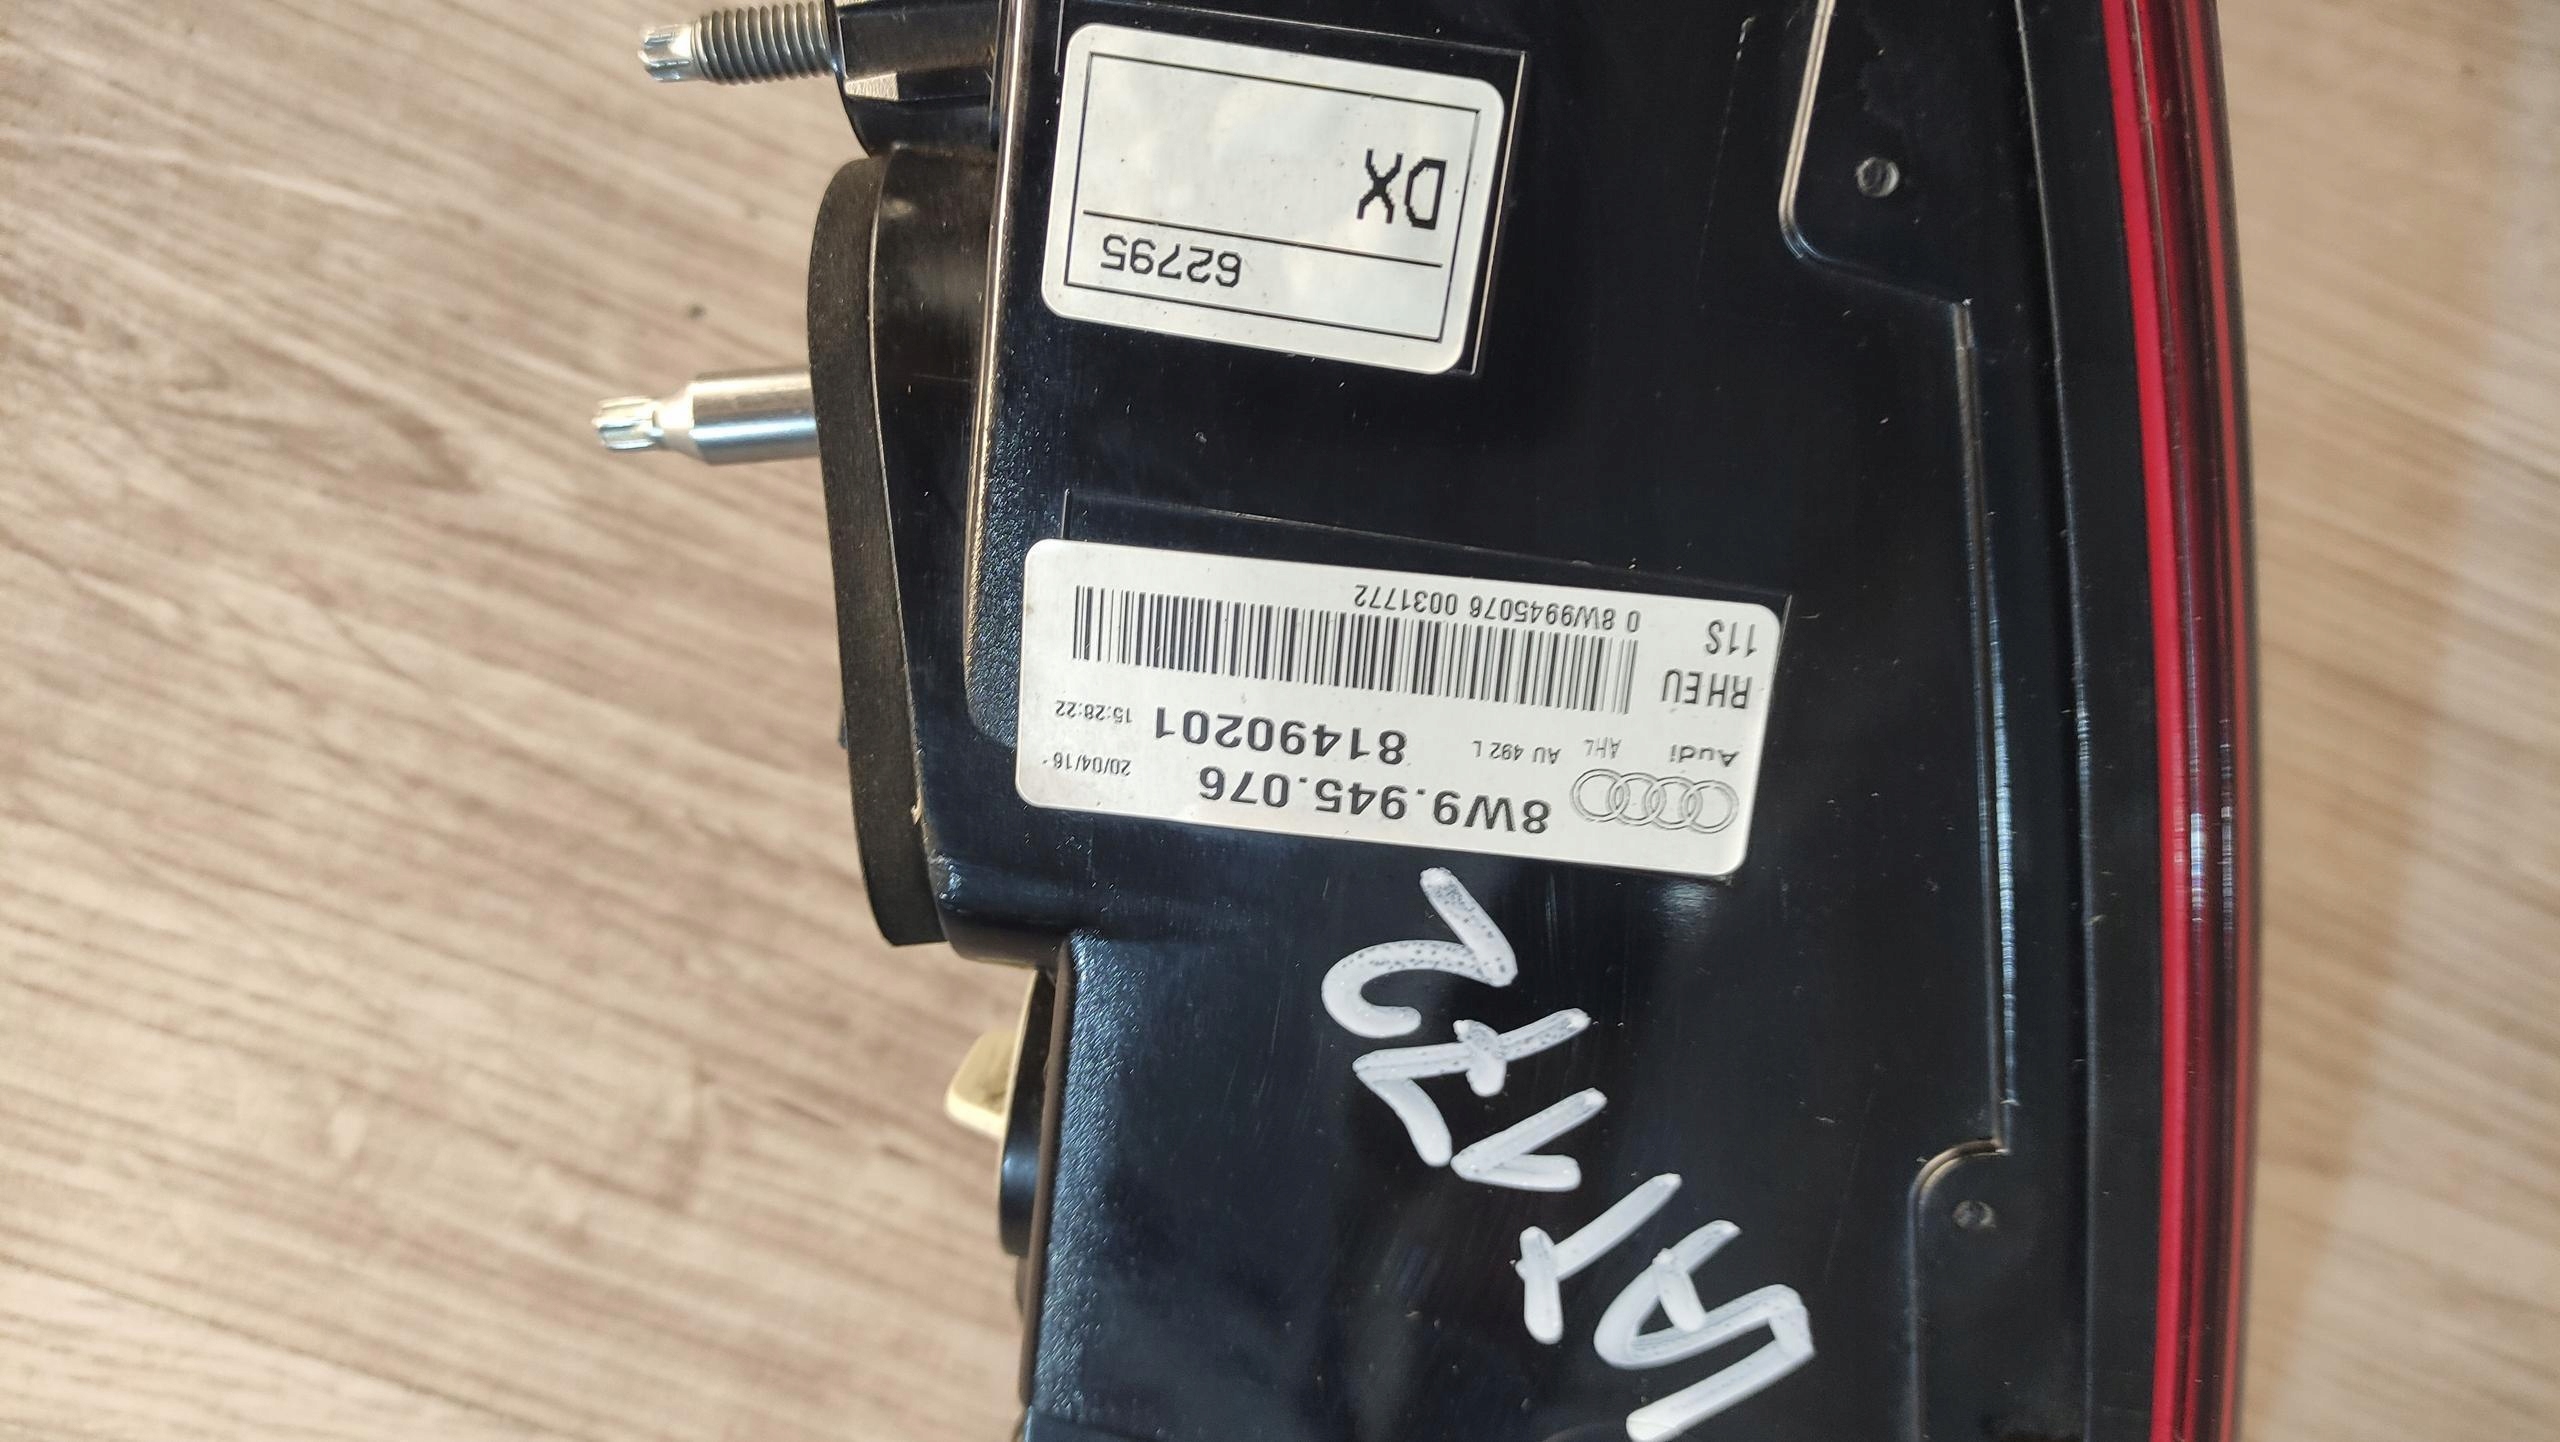 8W9.945.076 20/04/16
Audi AHL AU 492 L 81490201 15:28:22
RHEU
11S
0 8W9945076 0031772
62795
DX